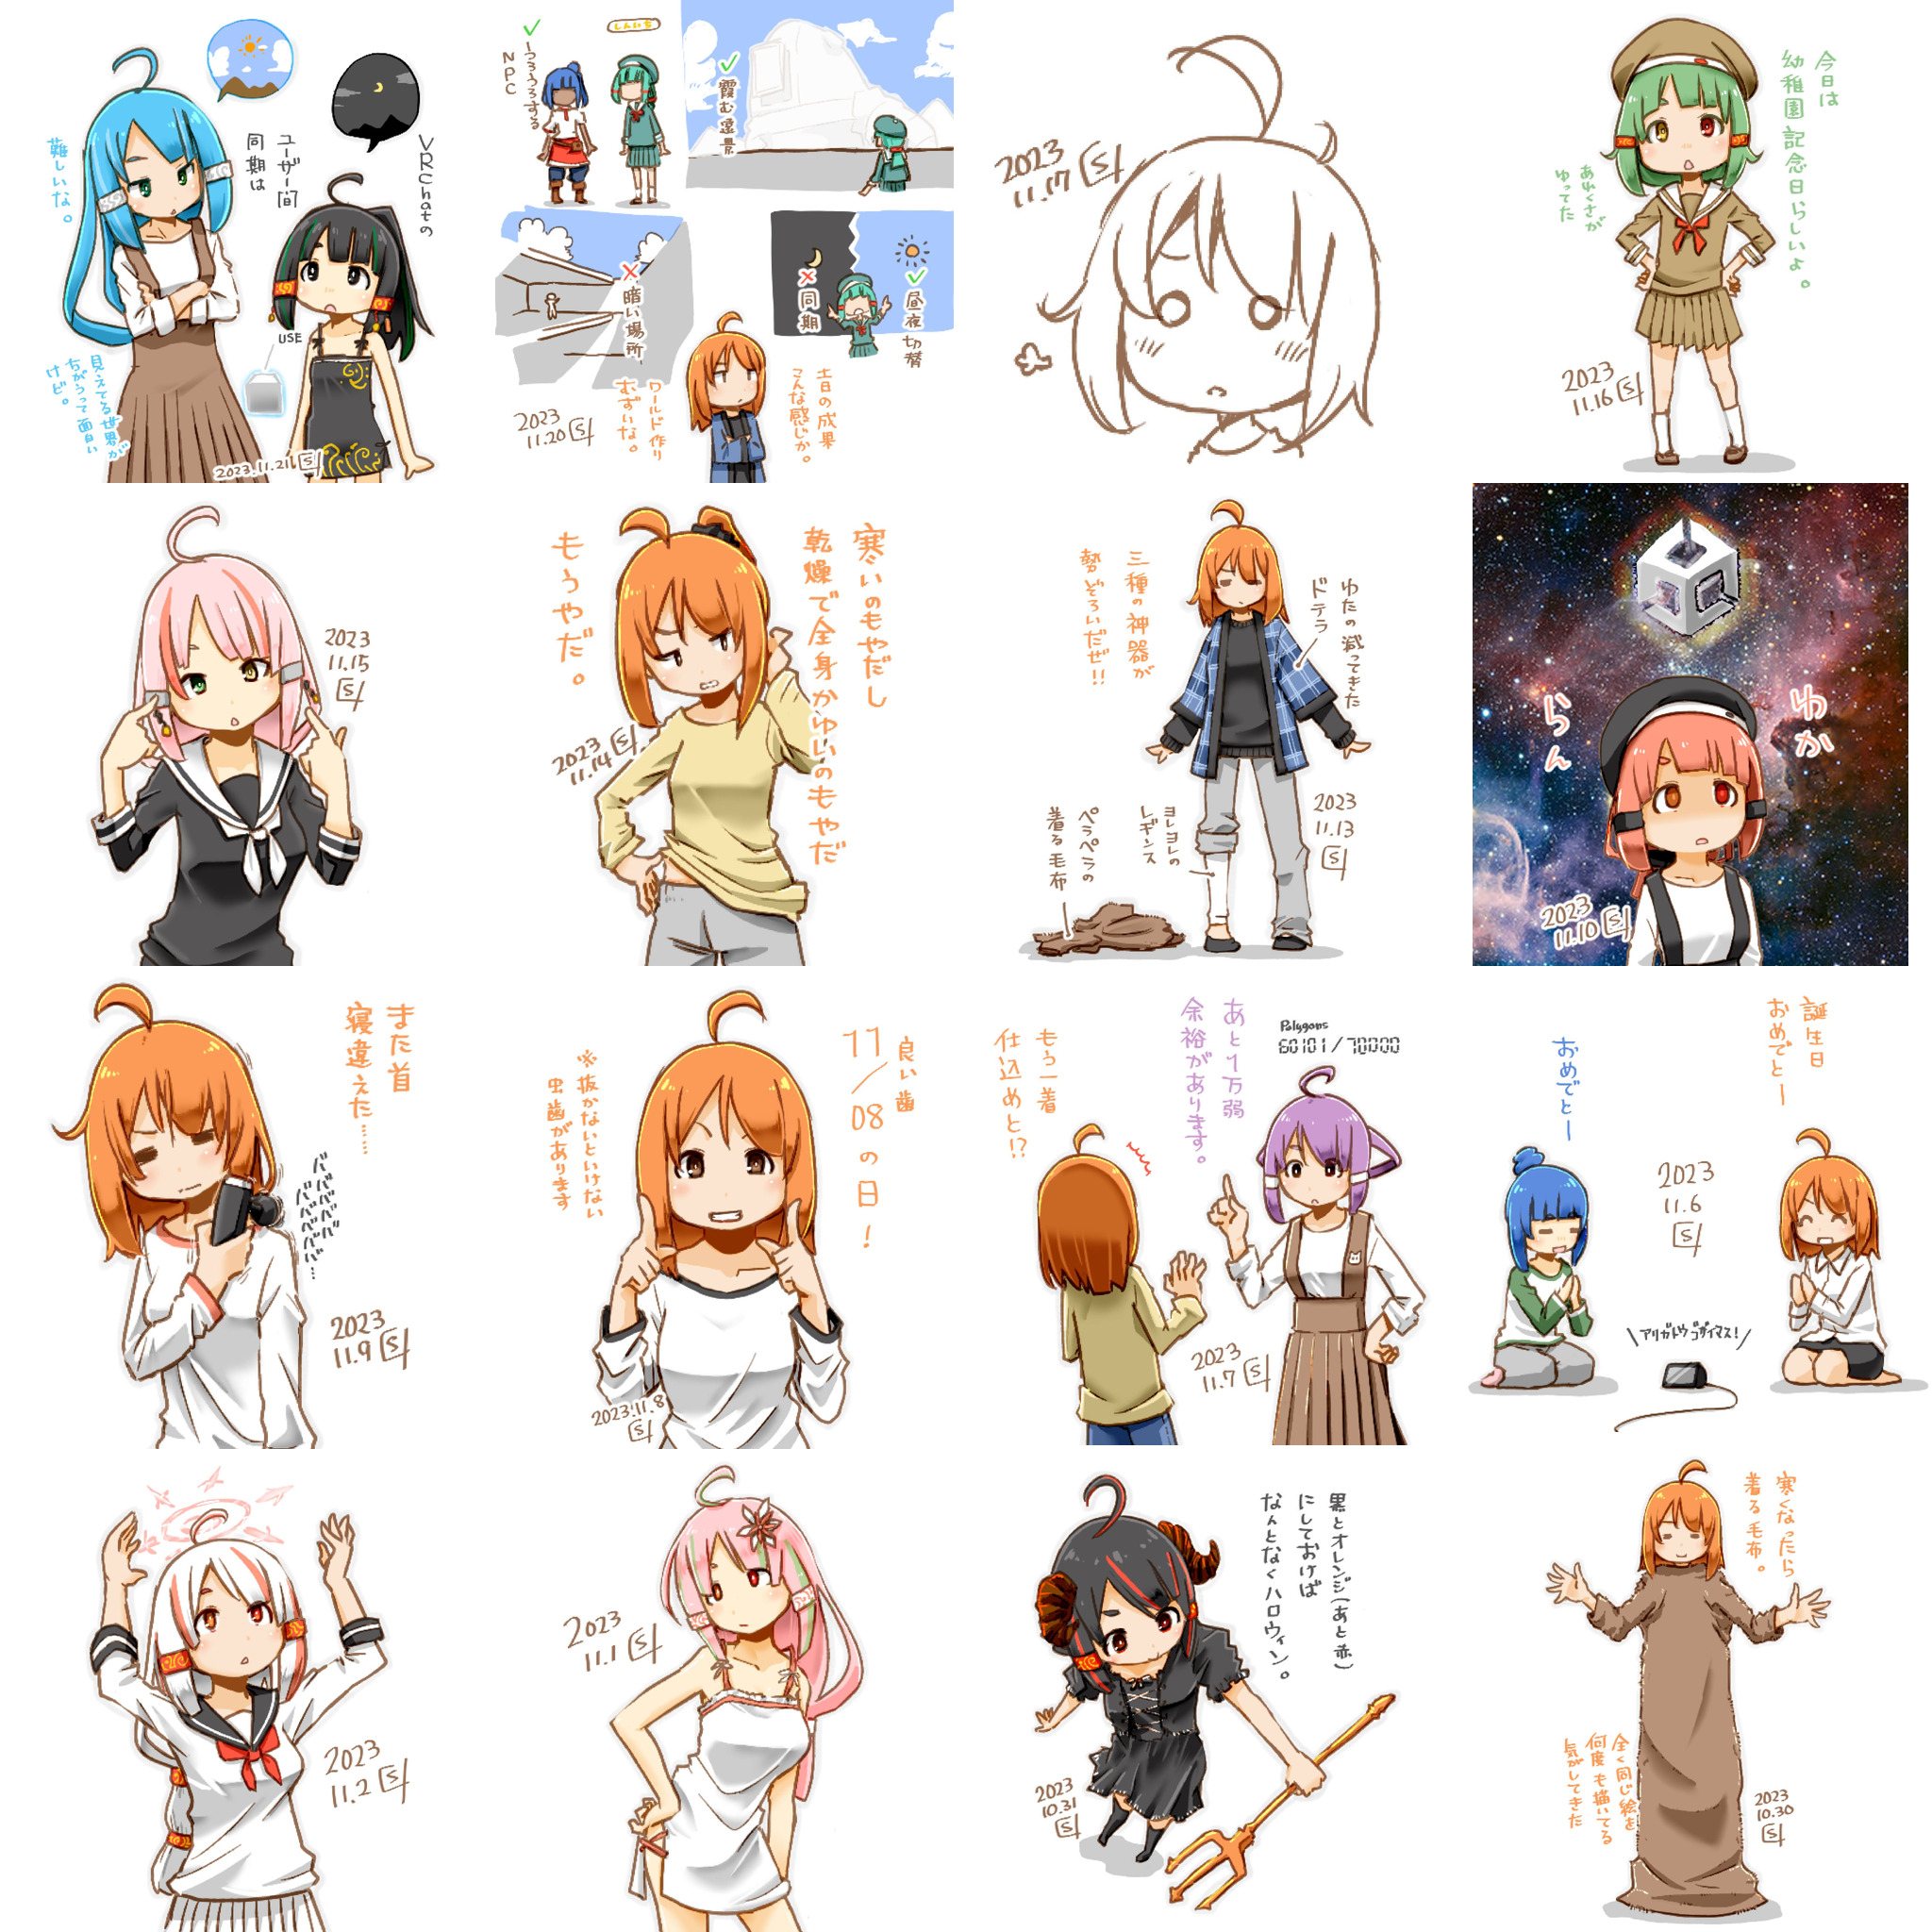 VRChatの
ユーザー間
同期は
難しいな。
USE
見えてる世界が
ちがうって面白い
けど。
2023.11.21
しんいち
うろうろする
NPC
霞む遠景
暗い場所
同期
昼夜切替
土日の成果
こんな感じか。
ワールド作り
むずいな。
2023
11.20
2023
11.17
今日は
幼稚園記念日らしいよ。
ゆってた
2023
11.16
2023
11.15
寒いのもやだし
乾燥で全身かゆいのもやだ
もうやだ。
2023
11.14
三種の神器が
勢ぞろいだぜ!!
ゆたの減ってきた
ドテラ
ヨレヨレの
レギンス
ペラペラの
着る毛布
2023
11.13
ゆか
らん
2023
11.10
また首
寝違えた……
ババババババババババ…
2023
11.9
11/08の日!
良い歯
※抜かないといけない
虫歯があります
2023.11.8
Polygons
60101/70000
あと1万弱
余裕があります。
もう一着
仕込めと!?
2023
11.7
誕生日
おめでとー
おめでとー
アリガトウゴザイマス!
2023
11.6
2023
11.2
2023
11.1
黒とオレンジ(あと赤)
にしておけば
なんとなくハロウィン。
2023
10.31
寒くなったら
着る毛布。
全く同じ絵を
何度も描いてる
気がしてきた
2023
10.30